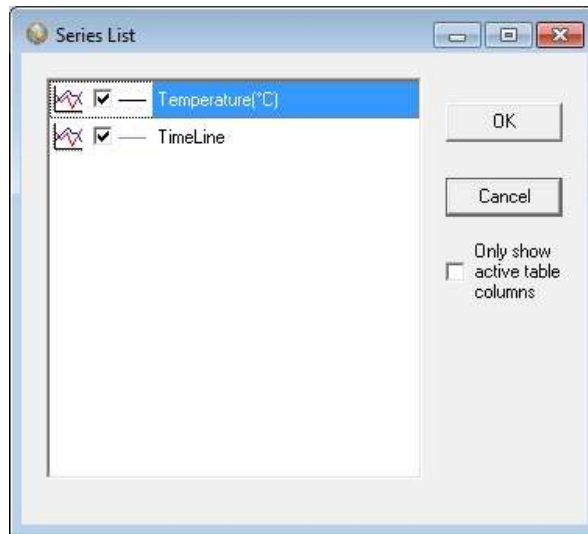 Series List
Temperature(°C)
TimeLine
OK
Cancel
Only show
active table
columns